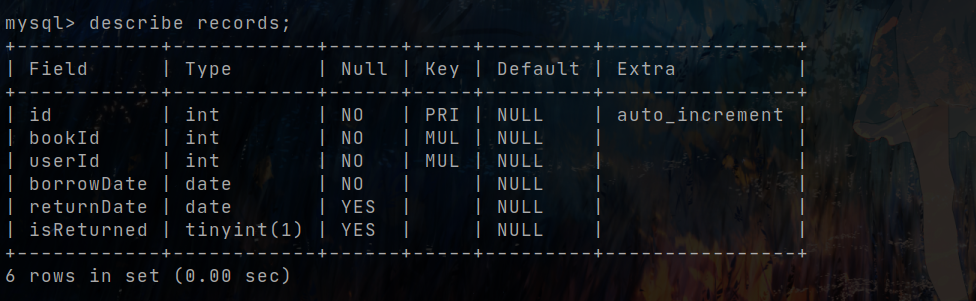 mysql> describe records;
+-------------+------------+------+-----+---------+----------------+
| Field       | Type       | Null | Key | Default | Extra          |
+-------------+------------+------+-----+---------+----------------+
| id          | int        | NO   | PRI | NULL    | auto_increment |
| bookId      | int        | NO   | MUL | NULL    |                |
| userId      | int        | NO   | MUL | NULL    |                |
| borrowDate  | date       | NO   |     | NULL    |                |
| returnDate  | date       | YES  |     | NULL    |                |
| isReturned  | tinyint(1) | YES  |     | NULL    |                |
+-------------+------------+------+-----+---------+----------------+
6 rows in set (0.00 sec)